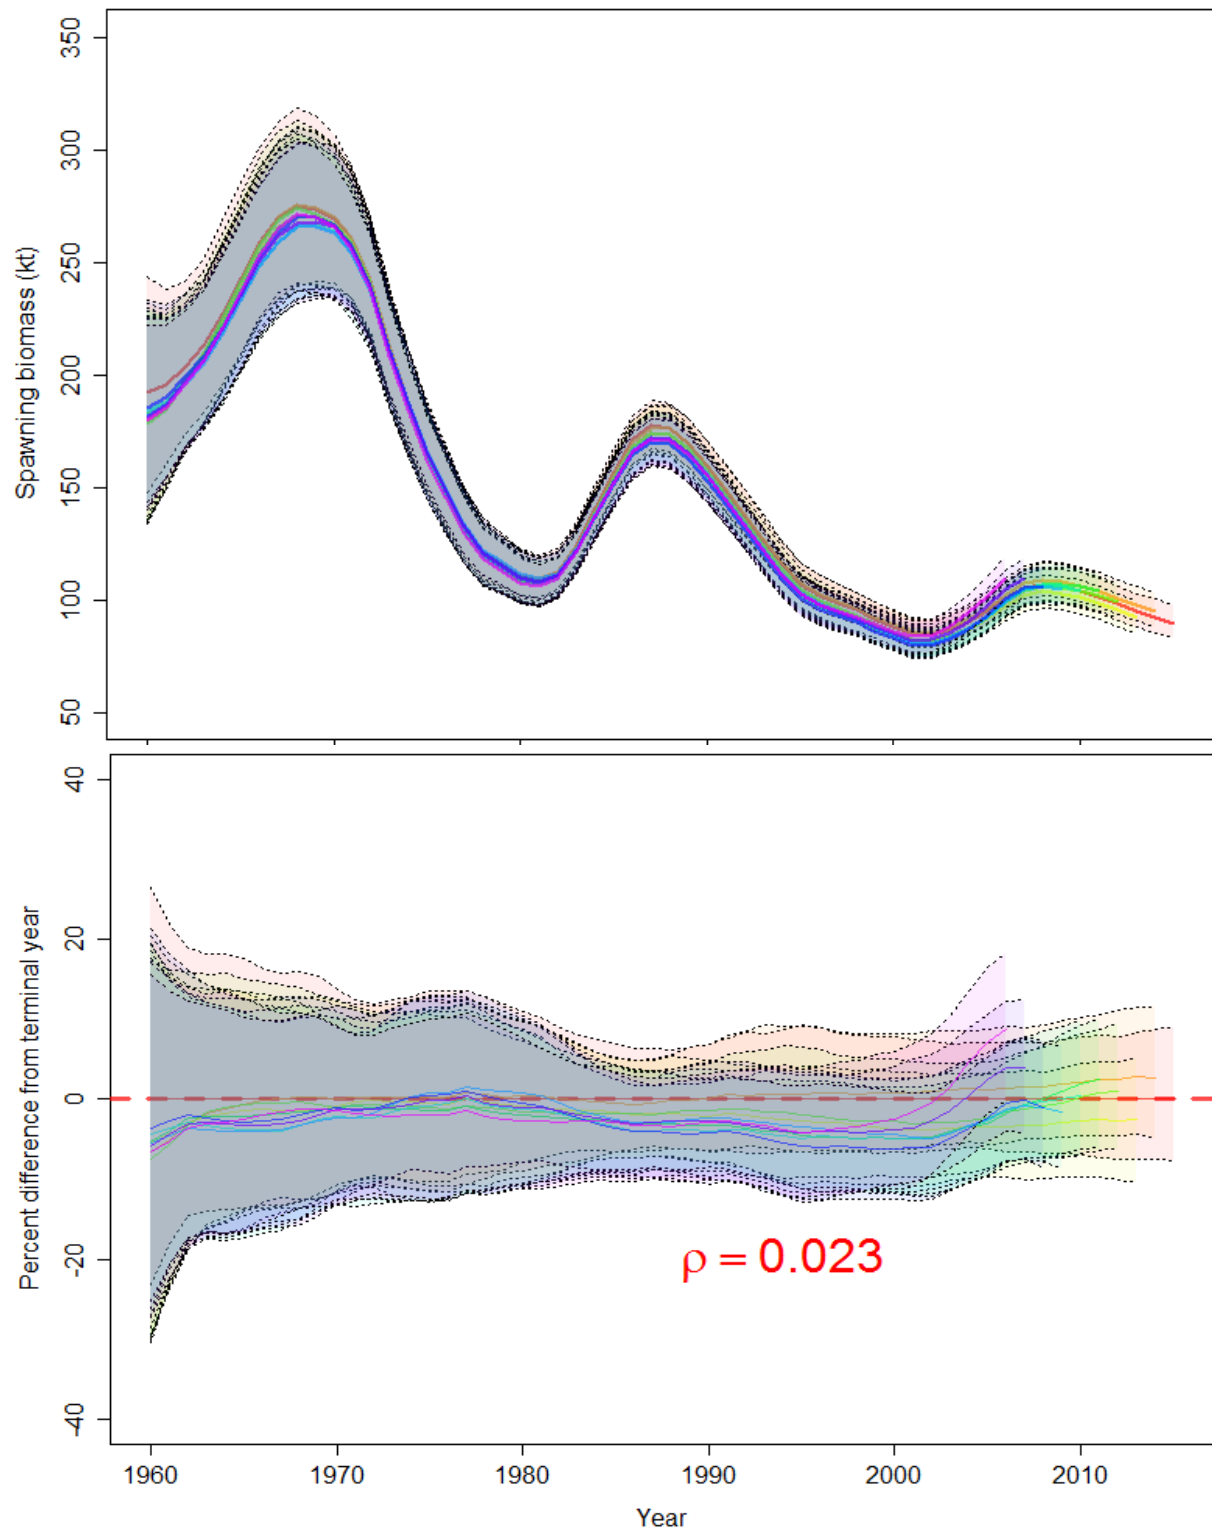 350
300
250
200
150
100
50
Spawning biomass (kt)
40
20
0
-20
-40
Percent difference from terminal year
ρ = 0.023
1960 1970 1980 1990 2000 2010
Year